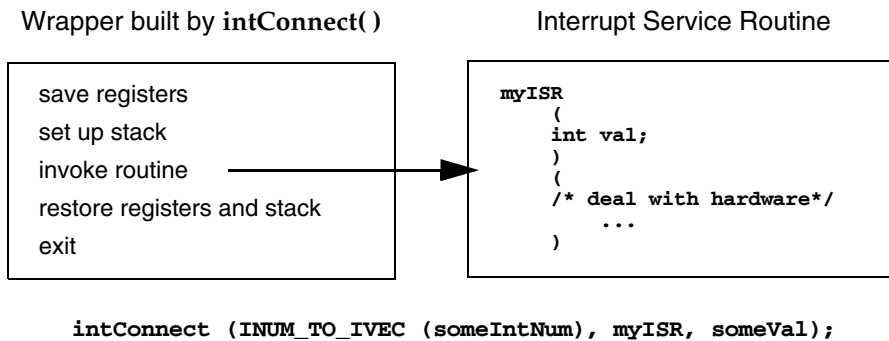 Wrapper built by intConnect( )
save registers
set up stack
invoke routine
restore registers and stack
exit
Interrupt Service Routine
myISR
(
int val;
)
(
/* deal with hardware*/
...
)
intConnect (INUM_TO_IVEC (someIntNum), myISR, someVal);